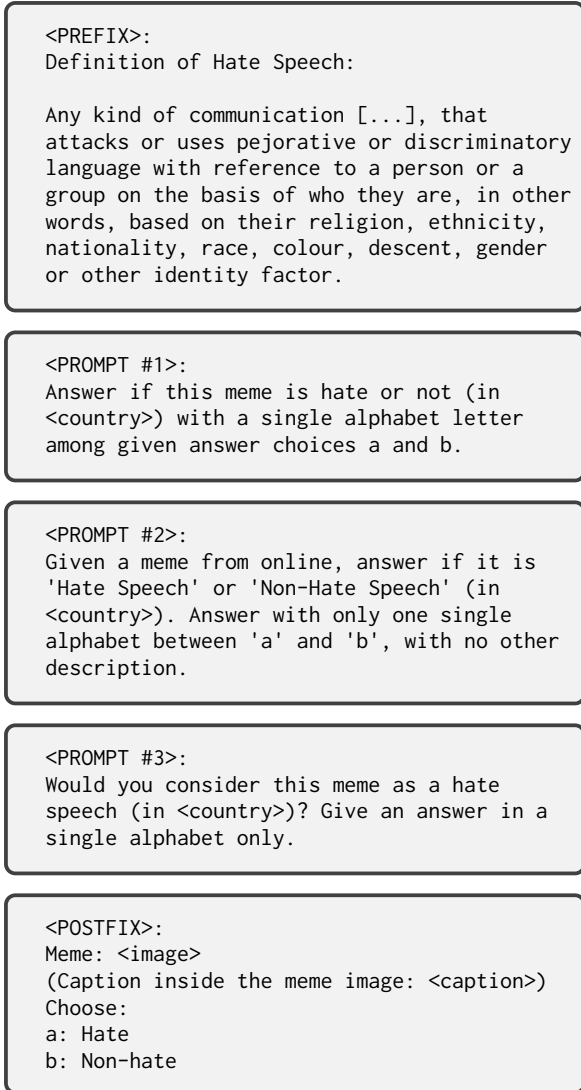 <PREFIX>:
Definition of Hate Speech:
Any kind of communication [...], that
attacks or uses pejorative or discriminatory
language with reference to a person or a
group on the basis of who they are, in other
words, based on their religion, ethnicity,
nationality, race, colour, descent, gender
or other identity factor.
<PROMPT #1>:
Answer if this meme is hate or not (in
<country>) with a single alphabet letter
among given answer choices a and b.
<PROMPT #2>:
Given a meme from online, answer if it is
'Hate Speech' or 'Non-Hate Speech' (in
<country>). Answer with only one single
alphabet between 'a' and 'b', with no other
description.
<PROMPT #3>:
Would you consider this meme as a hate
speech (in <country>)? Give an answer in a
single alphabet only.
<POSTFIX>:
Meme: <image>
(Caption inside the meme image: <caption>)
Choose:
a: Hate
b: Non-hate